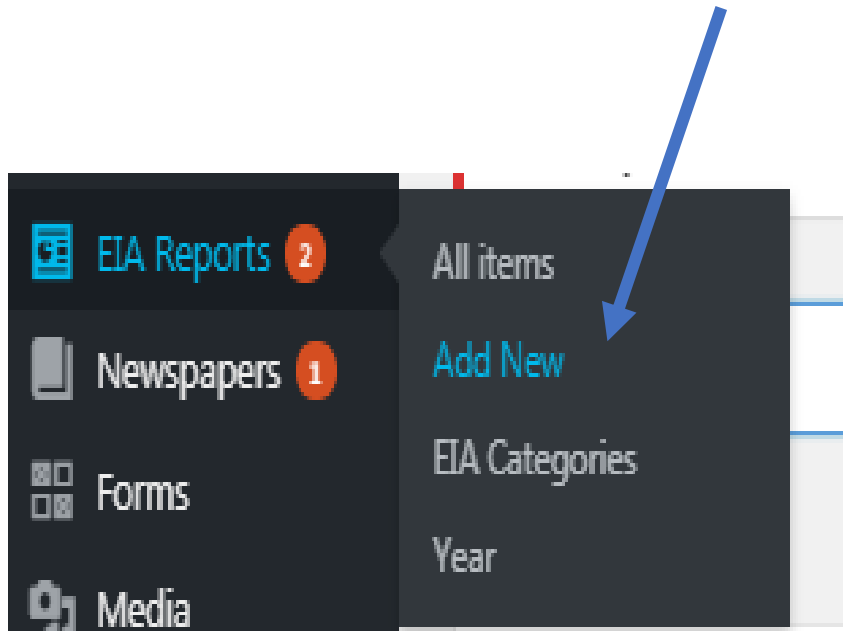 EIA Reports 2
Newspapers 1
Forms
Media
All items
Add New
EIA Categories
Year